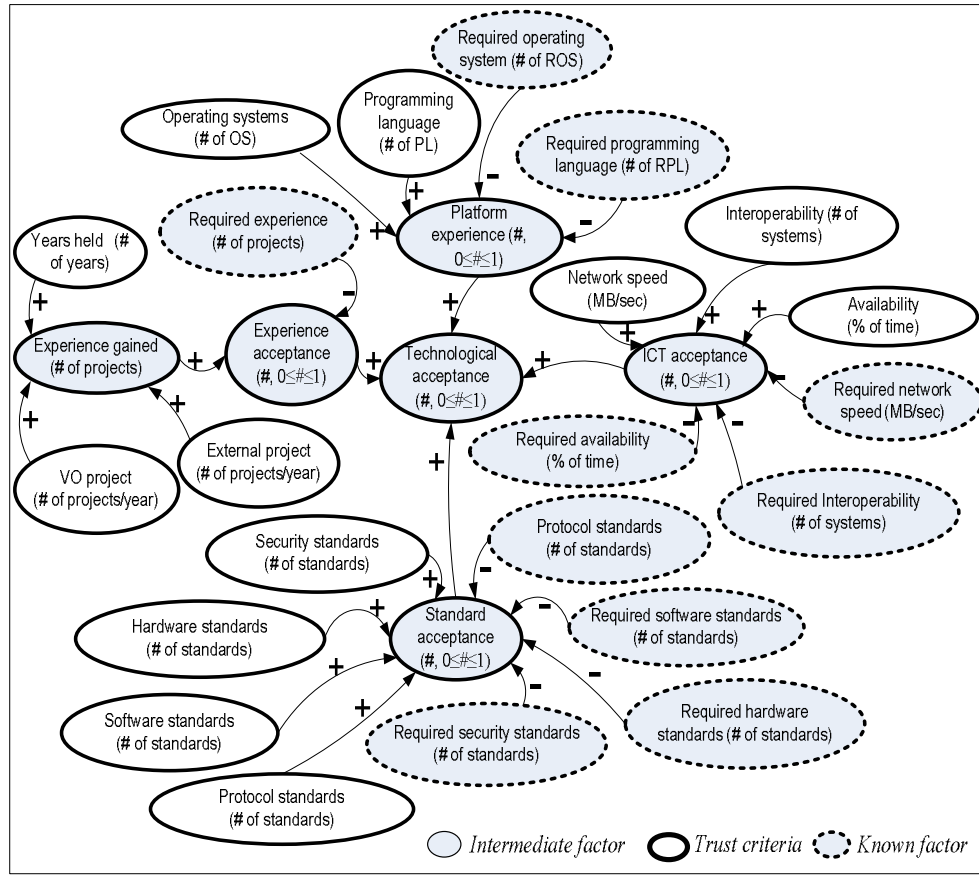 Required operating
system (# of ROS)
Programming
language
(# of PL)
Operating systems
(# of OS)
Required programming
language (# of RPL)
+
-
Required experience
(# of projects)
Platform
experience (#,
0≤#≤1)
-
+
Interoperability (# of
systems)
Years held (#
of years)
Network speed
(MB/sec)
Availability
(% of time)
+
-
+
+
+
+
Experience gained
(# of projects)
+
Experience
acceptance
(#, 0≤#≤1)
+
Technological
acceptance
(#, 0≤#≤1)
+
ICT acceptance
(#, 0≤#≤1)
-
Required network
speed (MB/sec)
+
+
External project
(# of projects/year)
VO project
(# of projects/year)
+
Required availability
(% of time)
-
-
Required Interoperability
(# of systems)
Security standards
(# of standards)
Protocol standards
(# of standards)
+
-
Hardware standards
(# of standards)
+
Standard
acceptance
(#, 0≤#≤1)
-
Required software standards
(# of standards)
+
-
-
Software standards
(# of standards)
+
Required security standards
(# of standards)
Required hardware
standards (# of standards)
Protocol standards
(# of standards)
Intermediate factor
Trust criteria
Known factor